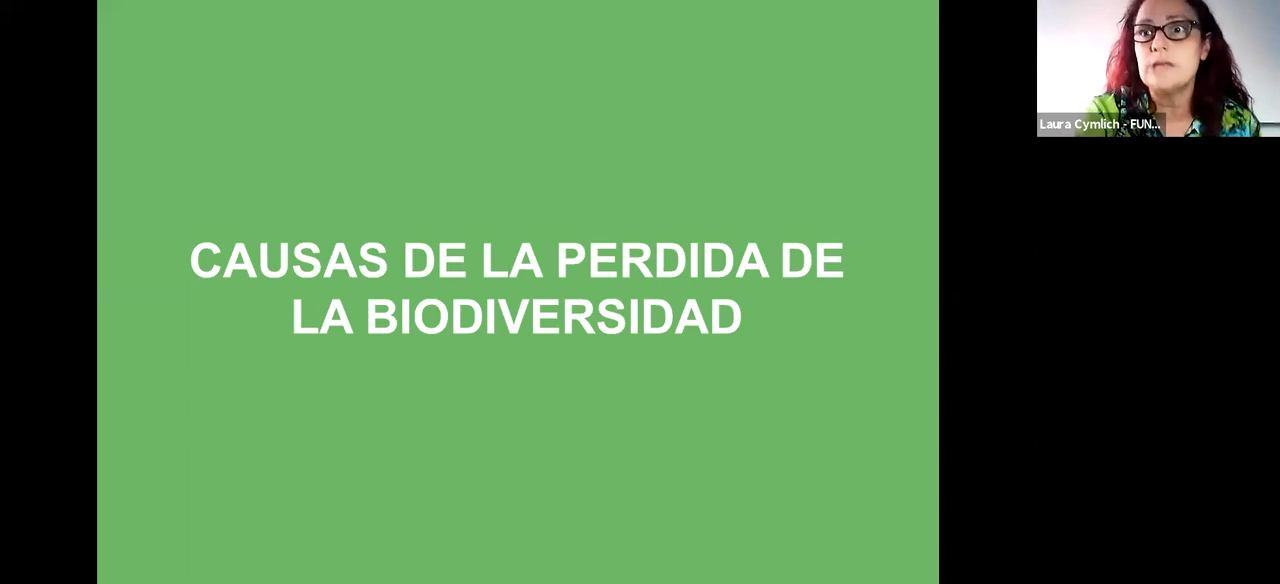 CAUSAS DE LA PERDIDA DE
LA BIODIVERSIDAD
Laura Cymlich - FUN...